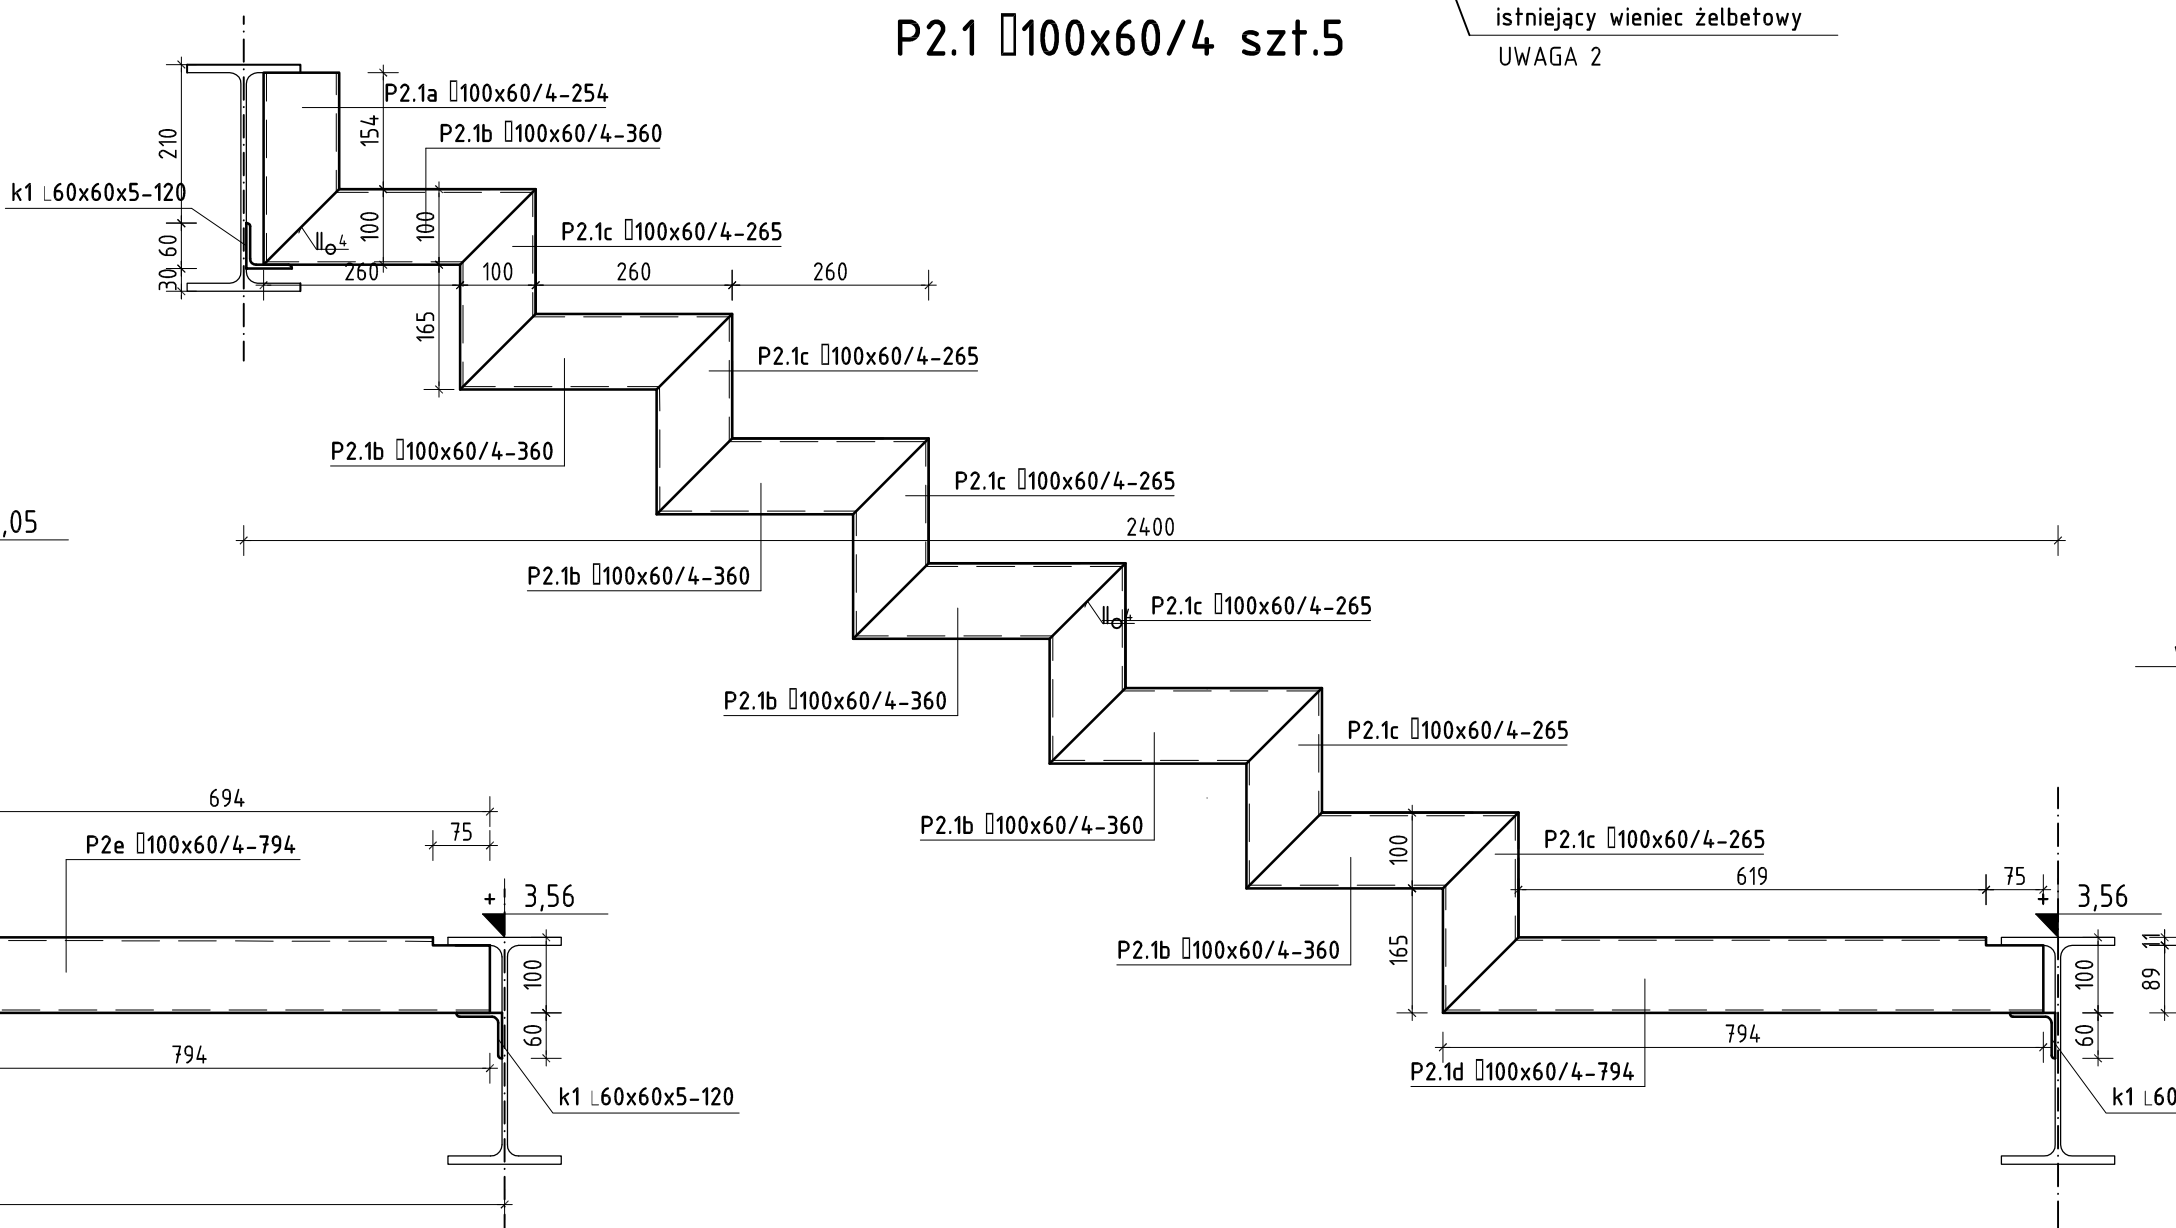 P2.1 ▯100x60/4 szt.5
istniejący wieniec żelbetowy
UWAGA 2
P2.1a ▯100x60/4-254
154
P2.1b ▯100x60/4-360
210
k1 L60x60x5-120
100
100
P2.1c ▯100x60/4-265
4
60
30
260
100
260
260
165
P2.1c ▯100x60/4-265
P2.1b ▯100x60/4-360
P2.1c ▯100x60/4-265
,05
2400
P2.1b ▯100x60/4-360
P2.1c ▯100x60/4-265
4
P2.1b ▯100x60/4-360
P2.1c ▯100x60/4-265
694
P2.1b ▯100x60/4-360
75
P2e ▯100x60/4-794
100
P2.1c ▯100x60/4-265
619
75
+ 3,56
+ 3,56
P2.1b ▯100x60/4-360
165
11
100
100
89
60
60
794
794
P2.1d ▯100x60/4-794
k1 L60x60x5-120
k1 L60